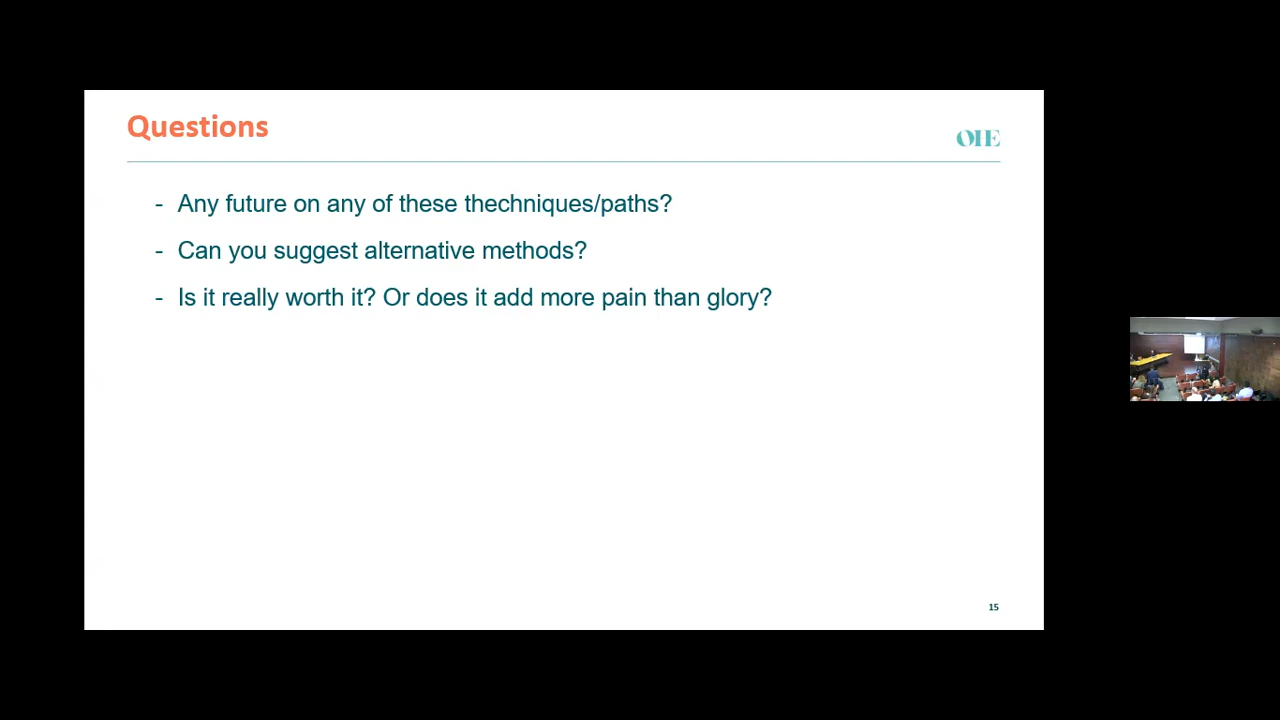 Questions
OIE
- Any future on any of these thechniques/paths?
- Can you suggest alternative methods?
- Is it really worth it? Or does it add more pain than glory?
15